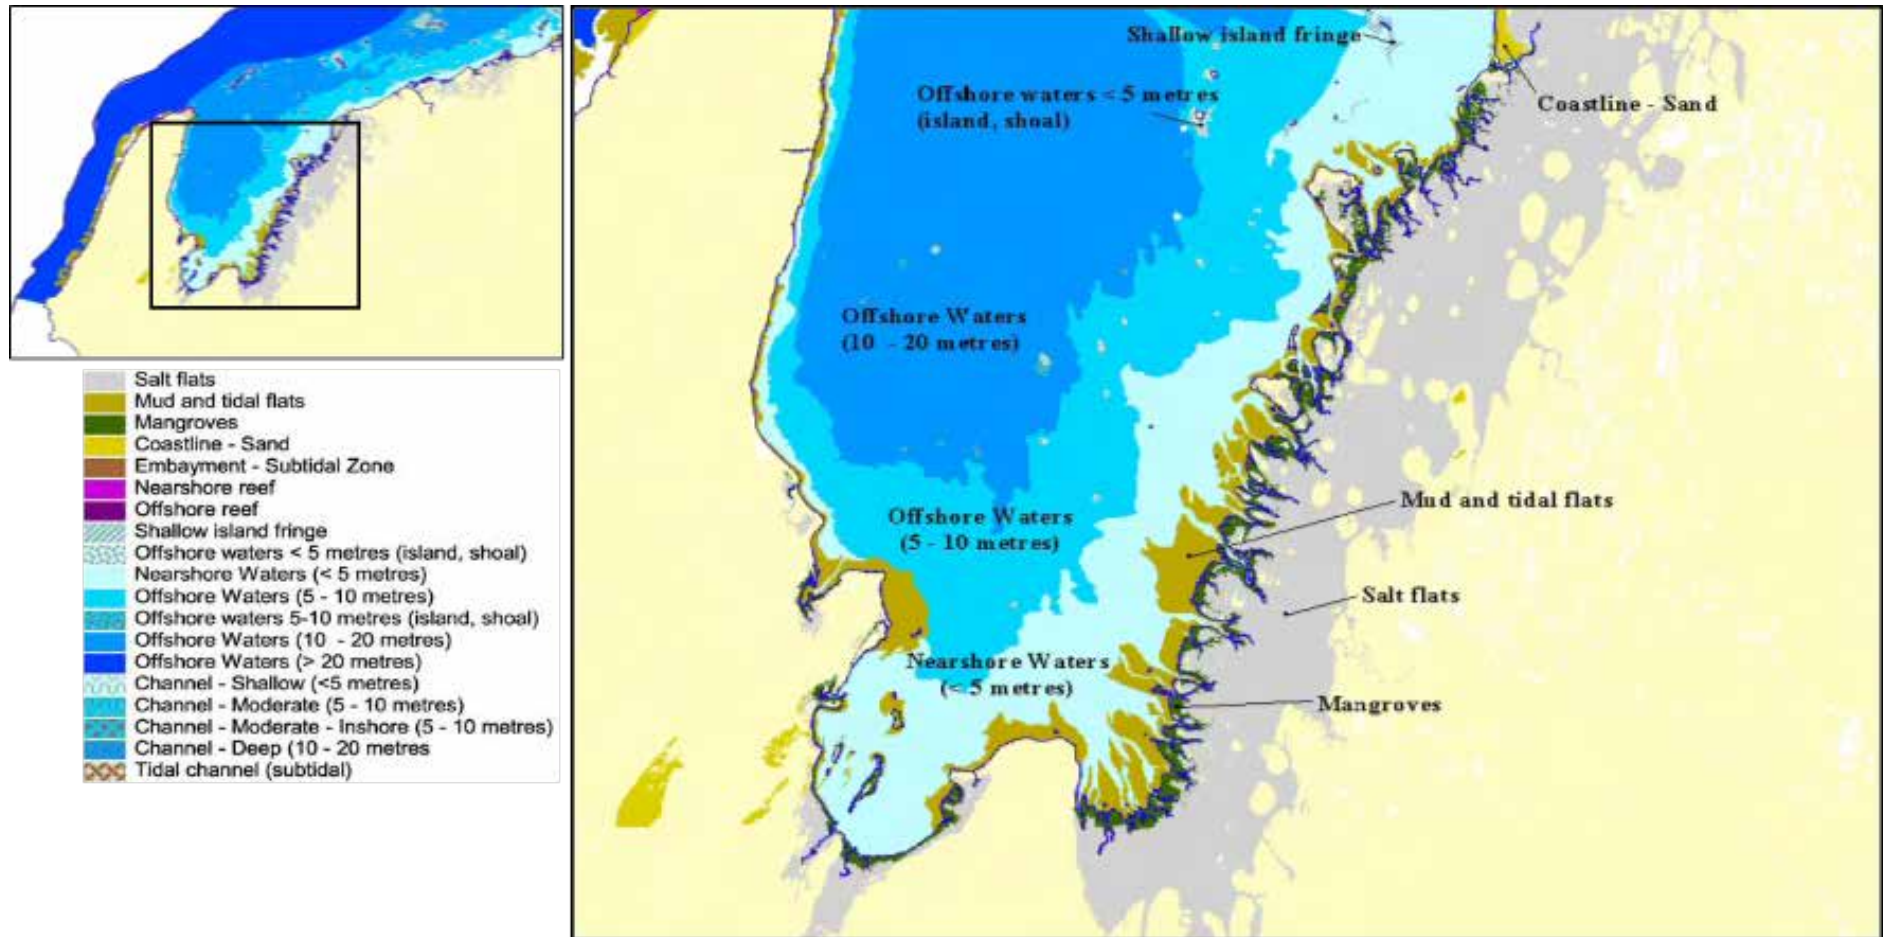 Salt flats
Mud and tidal flats
Mangroves
Coastline - Sand
Embayment - Subtidal Zone
Nearshore reef
Offshore reef
Shallow island fringe
Offshore waters < 5 metres (island, shoal)
Nearshore Waters (< 5 metres)
Offshore Waters (5 - 10 metres)
Offshore waters 5-10 metres (island, shoal)
Offshore Waters (10 - 20 metres)
Offshore Waters (> 20 metres)
Channel - Shallow (<5 metres)
Channel - Moderate (5 - 10 metres)
Channel - Moderate - Inshore (5 - 10 metres)
Channel - Deep (10 - 20 metres
Tidal channel (subtidal)
Shallow island fringe
Offshore waters < 5 metres
(island, shoal)
Coastline - Sand
Offshore Waters
(10 - 20 metres)
Mud and tidal flats
Offshore Waters
(5 - 10 metres)
Salt flats
Nearshore Waters
(< 5 metres)
Mangroves